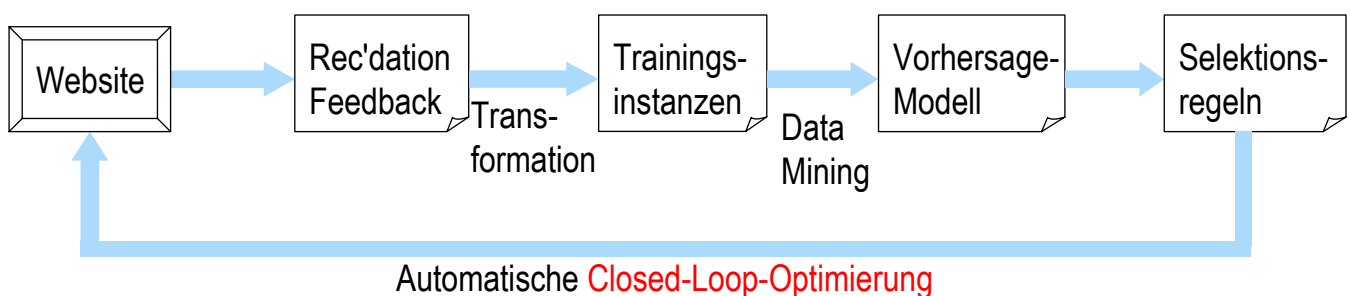 Website
Rec'dation
Feedback
Trans-
formation
Trainings-
instanzen
Data
Mining
Vorhersage-
Modell
Selektions-
regeln
Automatische Closed-Loop-Optimierung